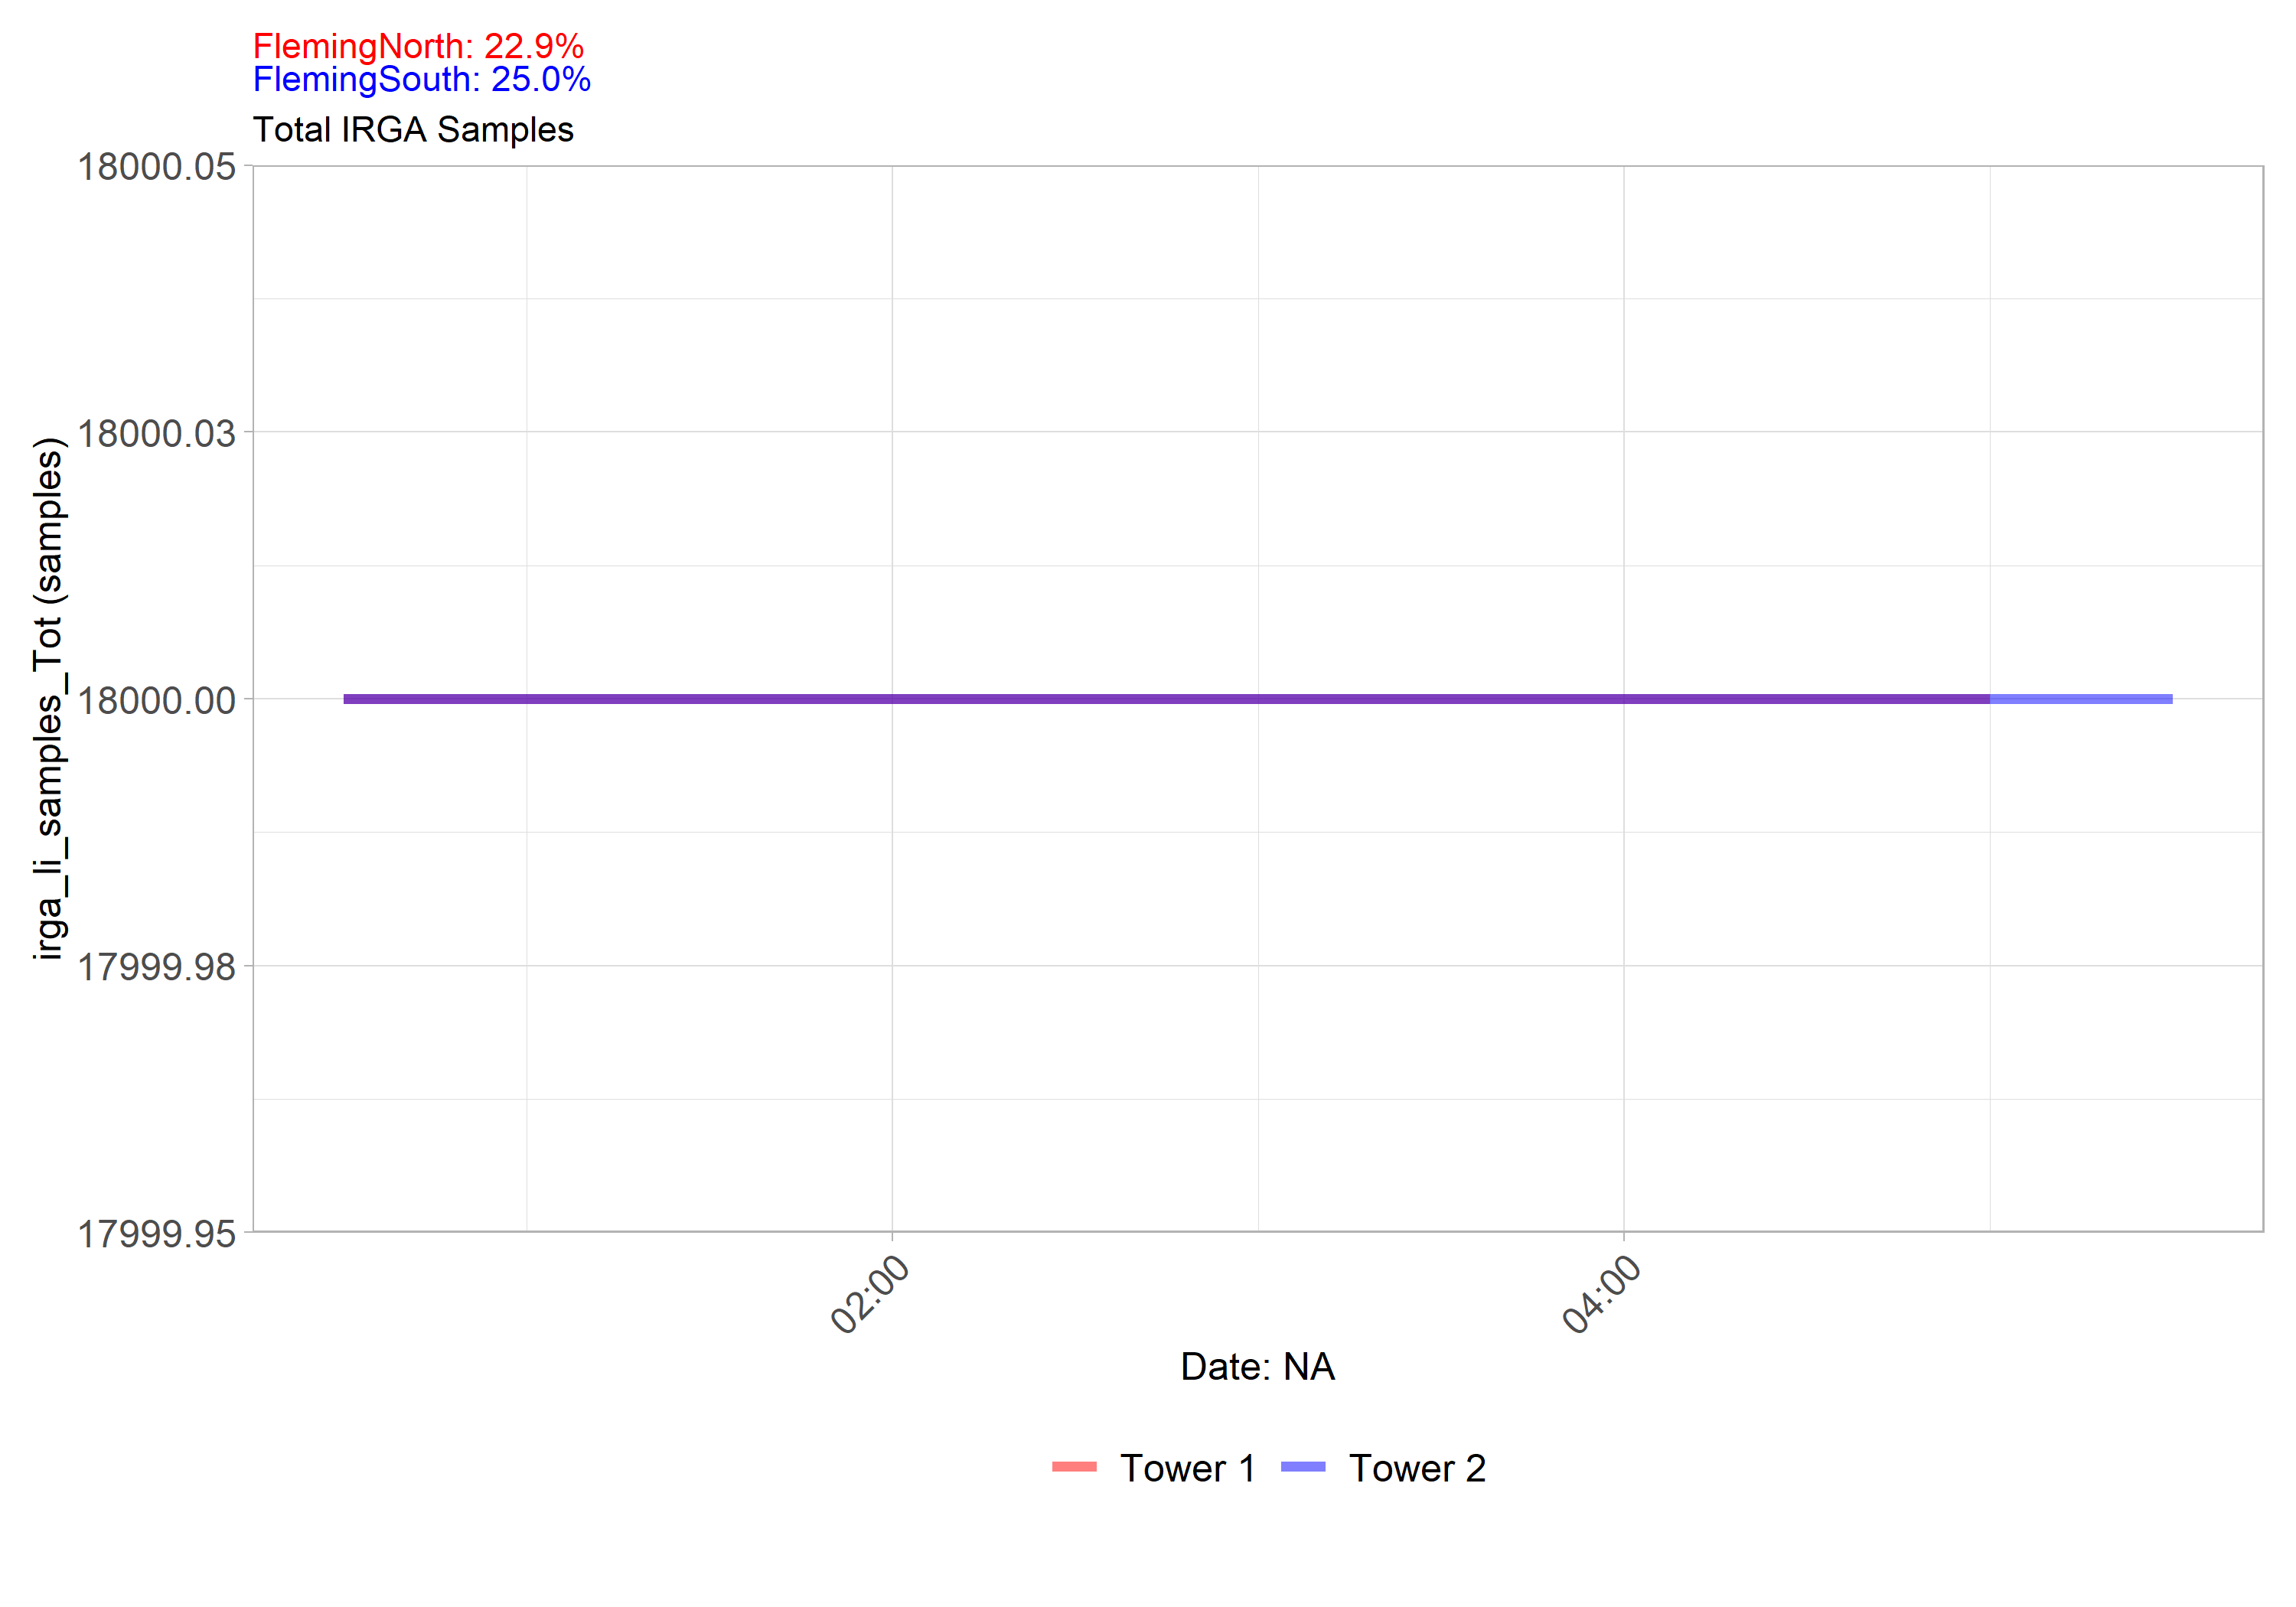 FlemingNorth: 22.9%
FlemingSouth: 25.0%
Total IRGA Samples
18000.05
18000.03
18000.00
17999.98
17999.95
irga_li_samples_Tot (samples)
02:00
04:00
Date: NA
Tower 1
Tower 2